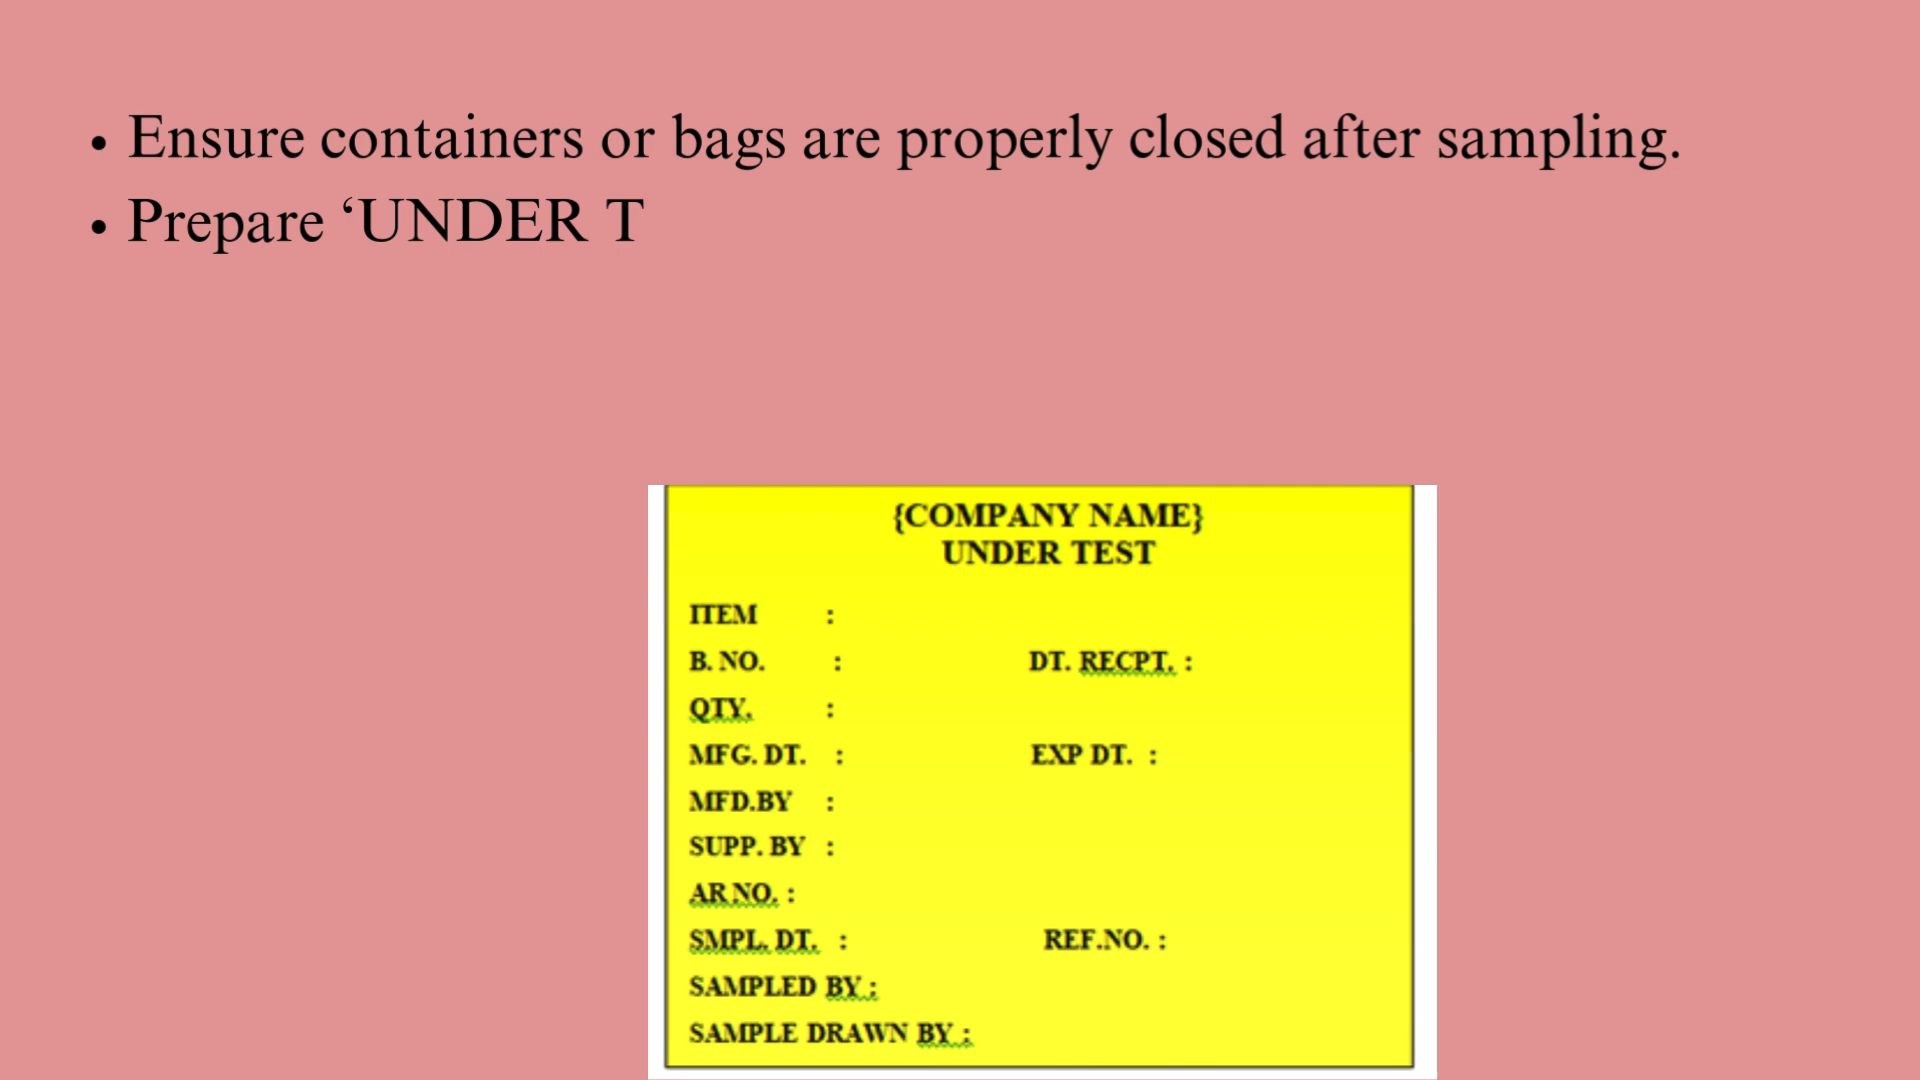 • Ensure containers or bags are properly closed after sampling.
• Prepare ‘UNDER T
{COMPANY NAME}
UNDER TEST
ITEM :
B. NO. : DT. RECPT. :
QTY. :
MFG. DT. : EXP DT. :
MFD.BY :
SUPP. BY :
AR NO. :
SMPL. DT. : REF.NO. :
SAMPLED BY :
SAMPLE DRAWN BY :